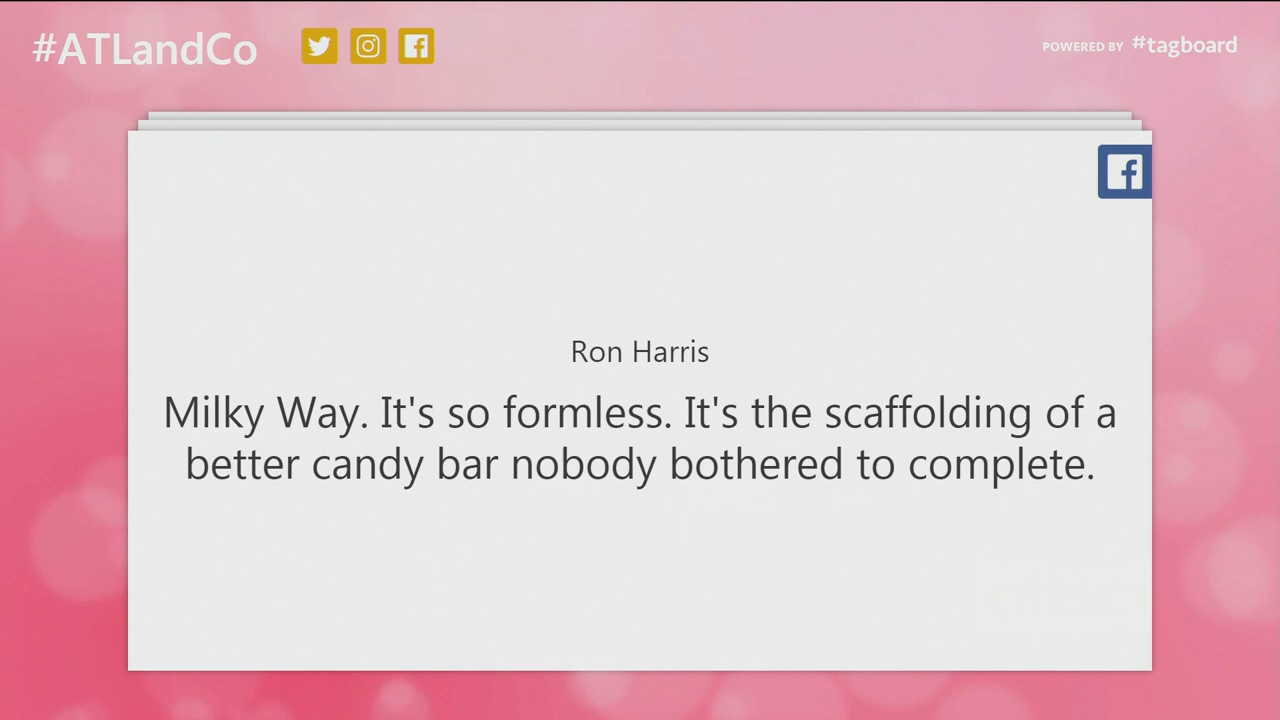 #ATLandCo
POWERED BY #tagboard
Ron Harris
Milky Way. It's so formless. It's the scaffolding of a
better candy bar nobody bothered to complete.